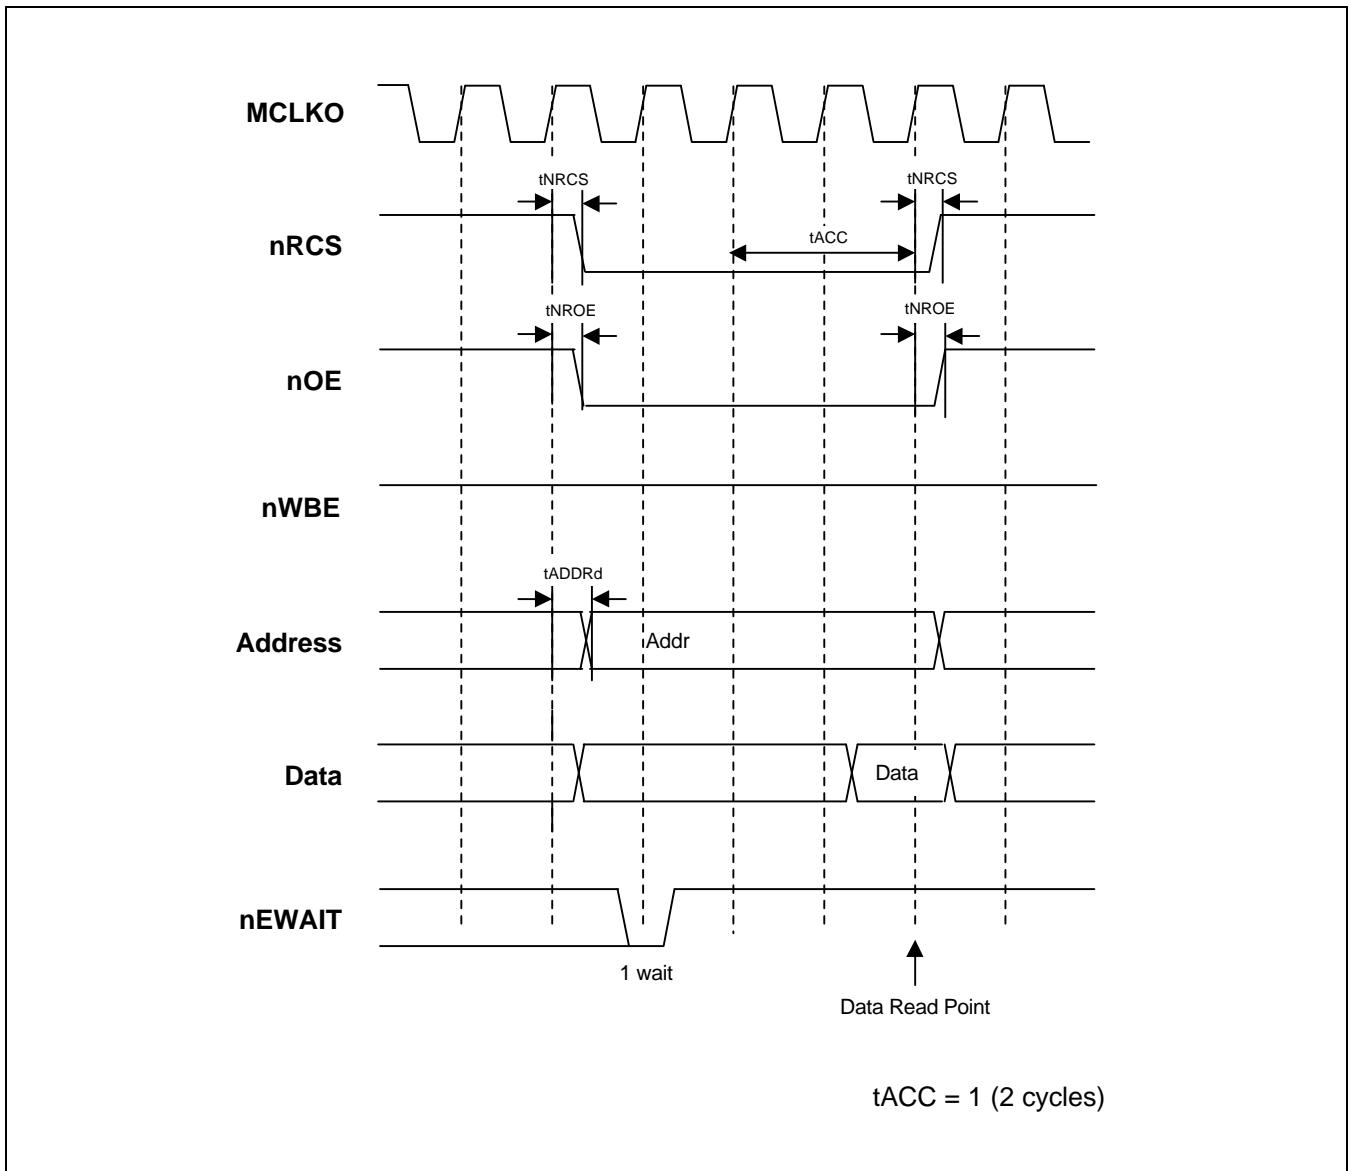 MCLKO
tNRCS
tNRCS
nRCS
tACC
tNROE
tNROE
nOE
nWBE
tADDRd
Address
Addr
Data
Data
nEWAIT
1 wait
Data Read Point
tACC = 1 (2 cycles)